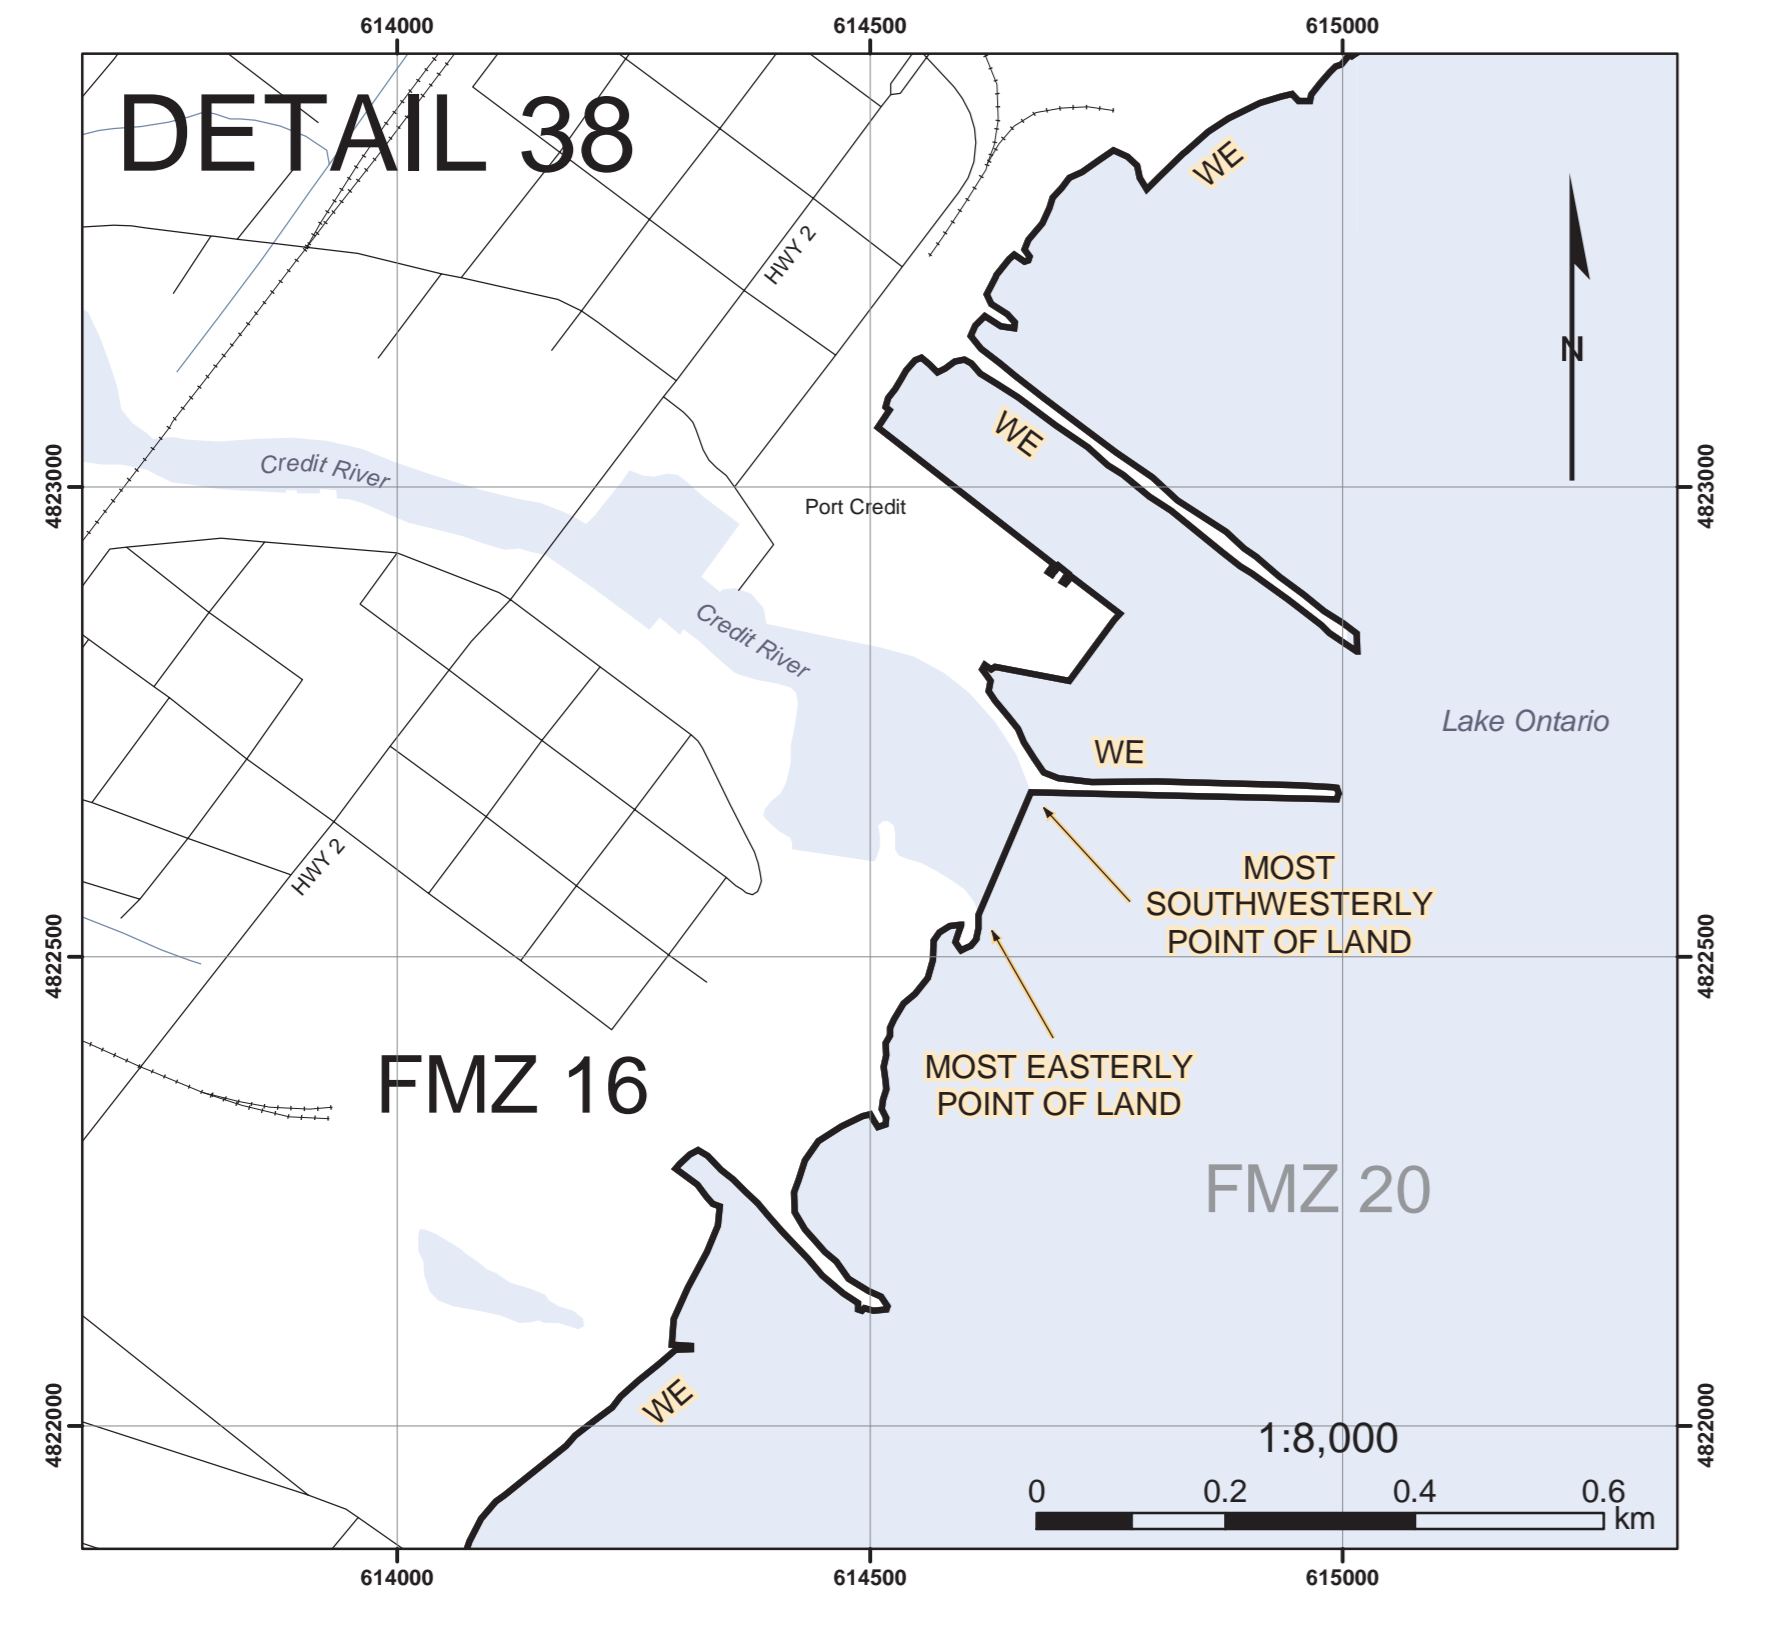 614000
614500
615000
DETAIL 38
WE
HWY 2
N
WE
4823000
Credit River
Port Credit
4823000
Credit River
Lake Ontario
WE
HWY 2
MOST
SOUTHWESTERLY
POINT OF LAND
4822500
4822500
MOST EASTERLY
POINT OF LAND
FMZ 16
FMZ 20
WE
4822000
4822000
1:8,000
0
0.2
0.4
0.6
km
614000
614500
615000